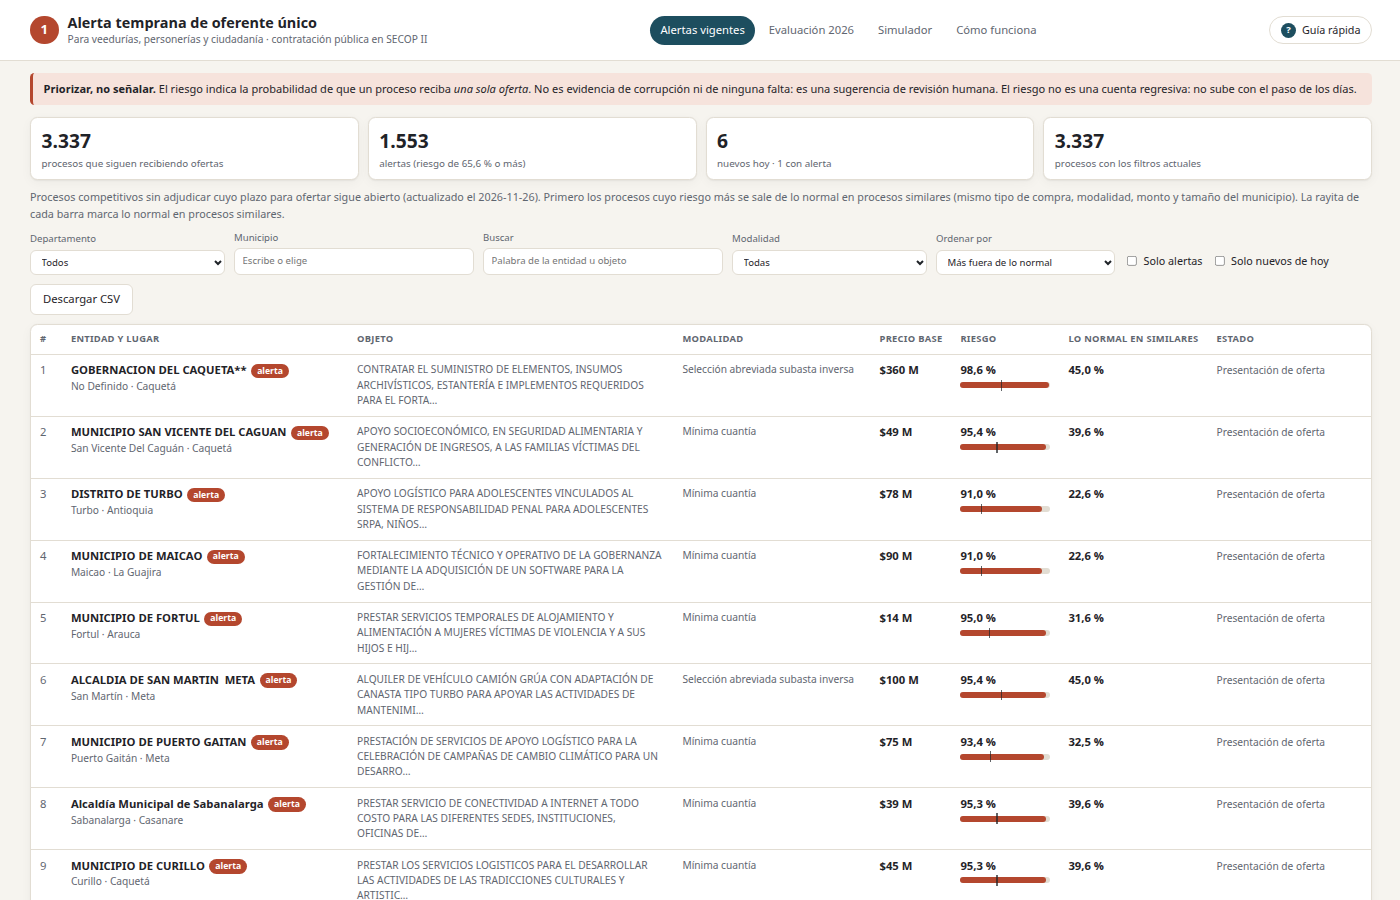 1
Alerta temprana de oferente único
Para veedurías, personerías y ciudadanía · contratación pública en SECOP II
Alertas vigentes
Evaluación 2026
Simulador
Cómo funciona
? Guía rápida
Priorizar, no señalar. El riesgo indica la probabilidad de que un proceso reciba una sola oferta. No es evidencia de corrupción ni de ninguna falta: es una sugerencia de revisión humana. El riesgo no es una cuenta regresiva: no sube con el paso de los días.
3.337
procesos que siguen recibiendo ofertas
1.553
alertas (riesgo de 65,6 % o más)
6
nuevos hoy · 1 con alerta
3.337
procesos con los filtros actuales
Procesos competitivos sin adjudicar cuyo plazo para ofertar sigue abierto (actualizado el 2026-11-26). Primero los procesos cuyo riesgo más se sale de lo normal en procesos similares (mismo tipo de compra, modalidad, monto y tamaño del municipio). La rayita de
cada barra marca lo normal en procesos similares.
Departamento
Todos
Municipio
Escribe o elige
Buscar
Palabra de la entidad u objeto
Modalidad
Todas
Ordenar por
Más fuera de lo normal
Solo alertas
Solo nuevos de hoy
Descargar CSV
# ENTIDAD Y LUGAR OBJETO MODALIDAD PRECIO BASE RIESGO LO NORMAL EN SIMILARES ESTADO
1 GOBERNACION DEL CAQUETA** alerta
No Definido · Caquetá
CONTRATAR EL SUMINISTRO DE ELEMENTOS, INSUMOS
ARCHIVÍSTICOS, ESTANTERÍA E IMPLEMENTOS REQUERIDOS
PARA EL FORTA...
Selección abreviada subasta inversa
$360 M
98,6 %
45,0 %
Presentación de oferta
2 MUNICIPIO SAN VICENTE DEL CAGUAN alerta
San Vicente Del Caguán · Caquetá
APOYO SOCIOECONÓMICO, EN SEGURIDAD ALIMENTARIA Y
GENERACIÓN DE INGRESOS, A LAS FAMILIAS VÍCTIMAS DEL
CONFLICTO...
Mínima cuantía
$49 M
95,4 %
39,6 %
Presentación de oferta
3 DISTRITO DE TURBO alerta
Turbo · Antioquia
APOYO LOGÍSTICO PARA ADOLESCENTES VINCULADOS AL
SISTEMA DE RESPONSABILIDAD PENAL PARA ADOLESCENTES
SRPA, NIÑOS...
Mínima cuantía
$78 M
91,0 %
22,6 %
Presentación de oferta
4 MUNICIPIO DE MAICAO alerta
Maicao · La Guajira
FORTALECIMIENTO TÉCNICO Y OPERATIVO DE LA GOBERNANZA
MEDIANTE LA ADQUISICIÓN DE UN SOFTWARE PARA LA
GESTIÓN DE...
Mínima cuantía
$90 M
91,0 %
22,6 %
Presentación de oferta
5 MUNICIPIO DE FORTUL alerta
Fortul · Arauca
PRESTAR SERVICIOS TEMPORALES DE ALOJAMIENTO Y
ALIMENTACIÓN A MUJERES VÍCTIMAS DE VIOLENCIA Y A SUS
HIJOS E HIJ...
Mínima cuantía
$14 M
95,0 %
31,6 %
Presentación de oferta
6 ALCALDIA DE SAN MARTIN  META alerta
San Martín · Meta
ALQUILER DE VEHÍCULO CAMIÓN GRÚA CON ADAPTACIÓN DE
CANASTA TIPO TURBO PARA APOYAR LAS ACTIVIDADES DE
MANTENIMI...
Selección abreviada subasta inversa
$100 M
95,4 %
45,0 %
Presentación de oferta
7 MUNICIPIO DE PUERTO GAITAN alerta
Puerto Gaitán · Meta
PRESTACIÓN DE SERVICIOS DE APOYO LOGÍSTICO PARA LA
CELEBRACIÓN DE CAMPAÑAS DE CAMBIO CLIMÁTICO PARA UN
DESARRO...
Mínima cuantía
$75 M
93,4 %
32,5 %
Presentación de oferta
8 Alcaldía Municipal de Sabanalarga alerta
Sabanalarga · Casanare
PRESTAR SERVICIO DE CONECTIVIDAD A INTERNET A TODO
COSTO PARA LAS DIFERENTES SEDES, INSTITUCIONES,
OFICINAS DE...
Mínima cuantía
$39 M
95,3 %
39,6 %
Presentación de oferta
9 MUNICIPIO DE CURILLO alerta
Curillo · Caquetá
PRESTAR LOS SERVICIOS LOGISTICOS PARA EL DESARROLLAR
LAS ACTIVIDADES DE LAS TRADICIONES CULTURALES Y
ARTISTIC...
Mínima cuantía
$45 M
95,3 %
39,6 %
Presentación de oferta